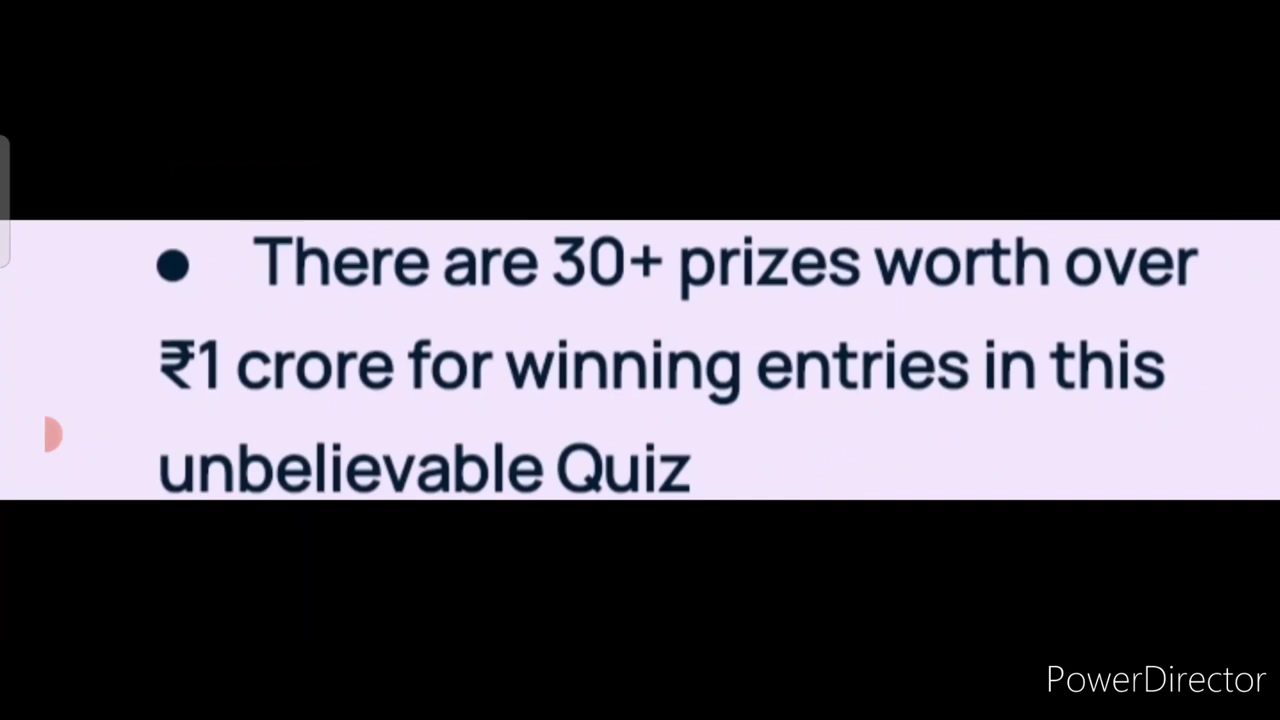 • There are 30+ prizes worth over
₹1 crore for winning entries in this
unbelievable Quiz
PowerDirector